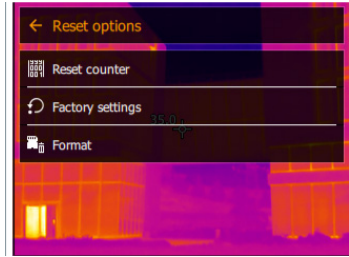 Reset options
Reset counter
Factory settings
35.0
Format